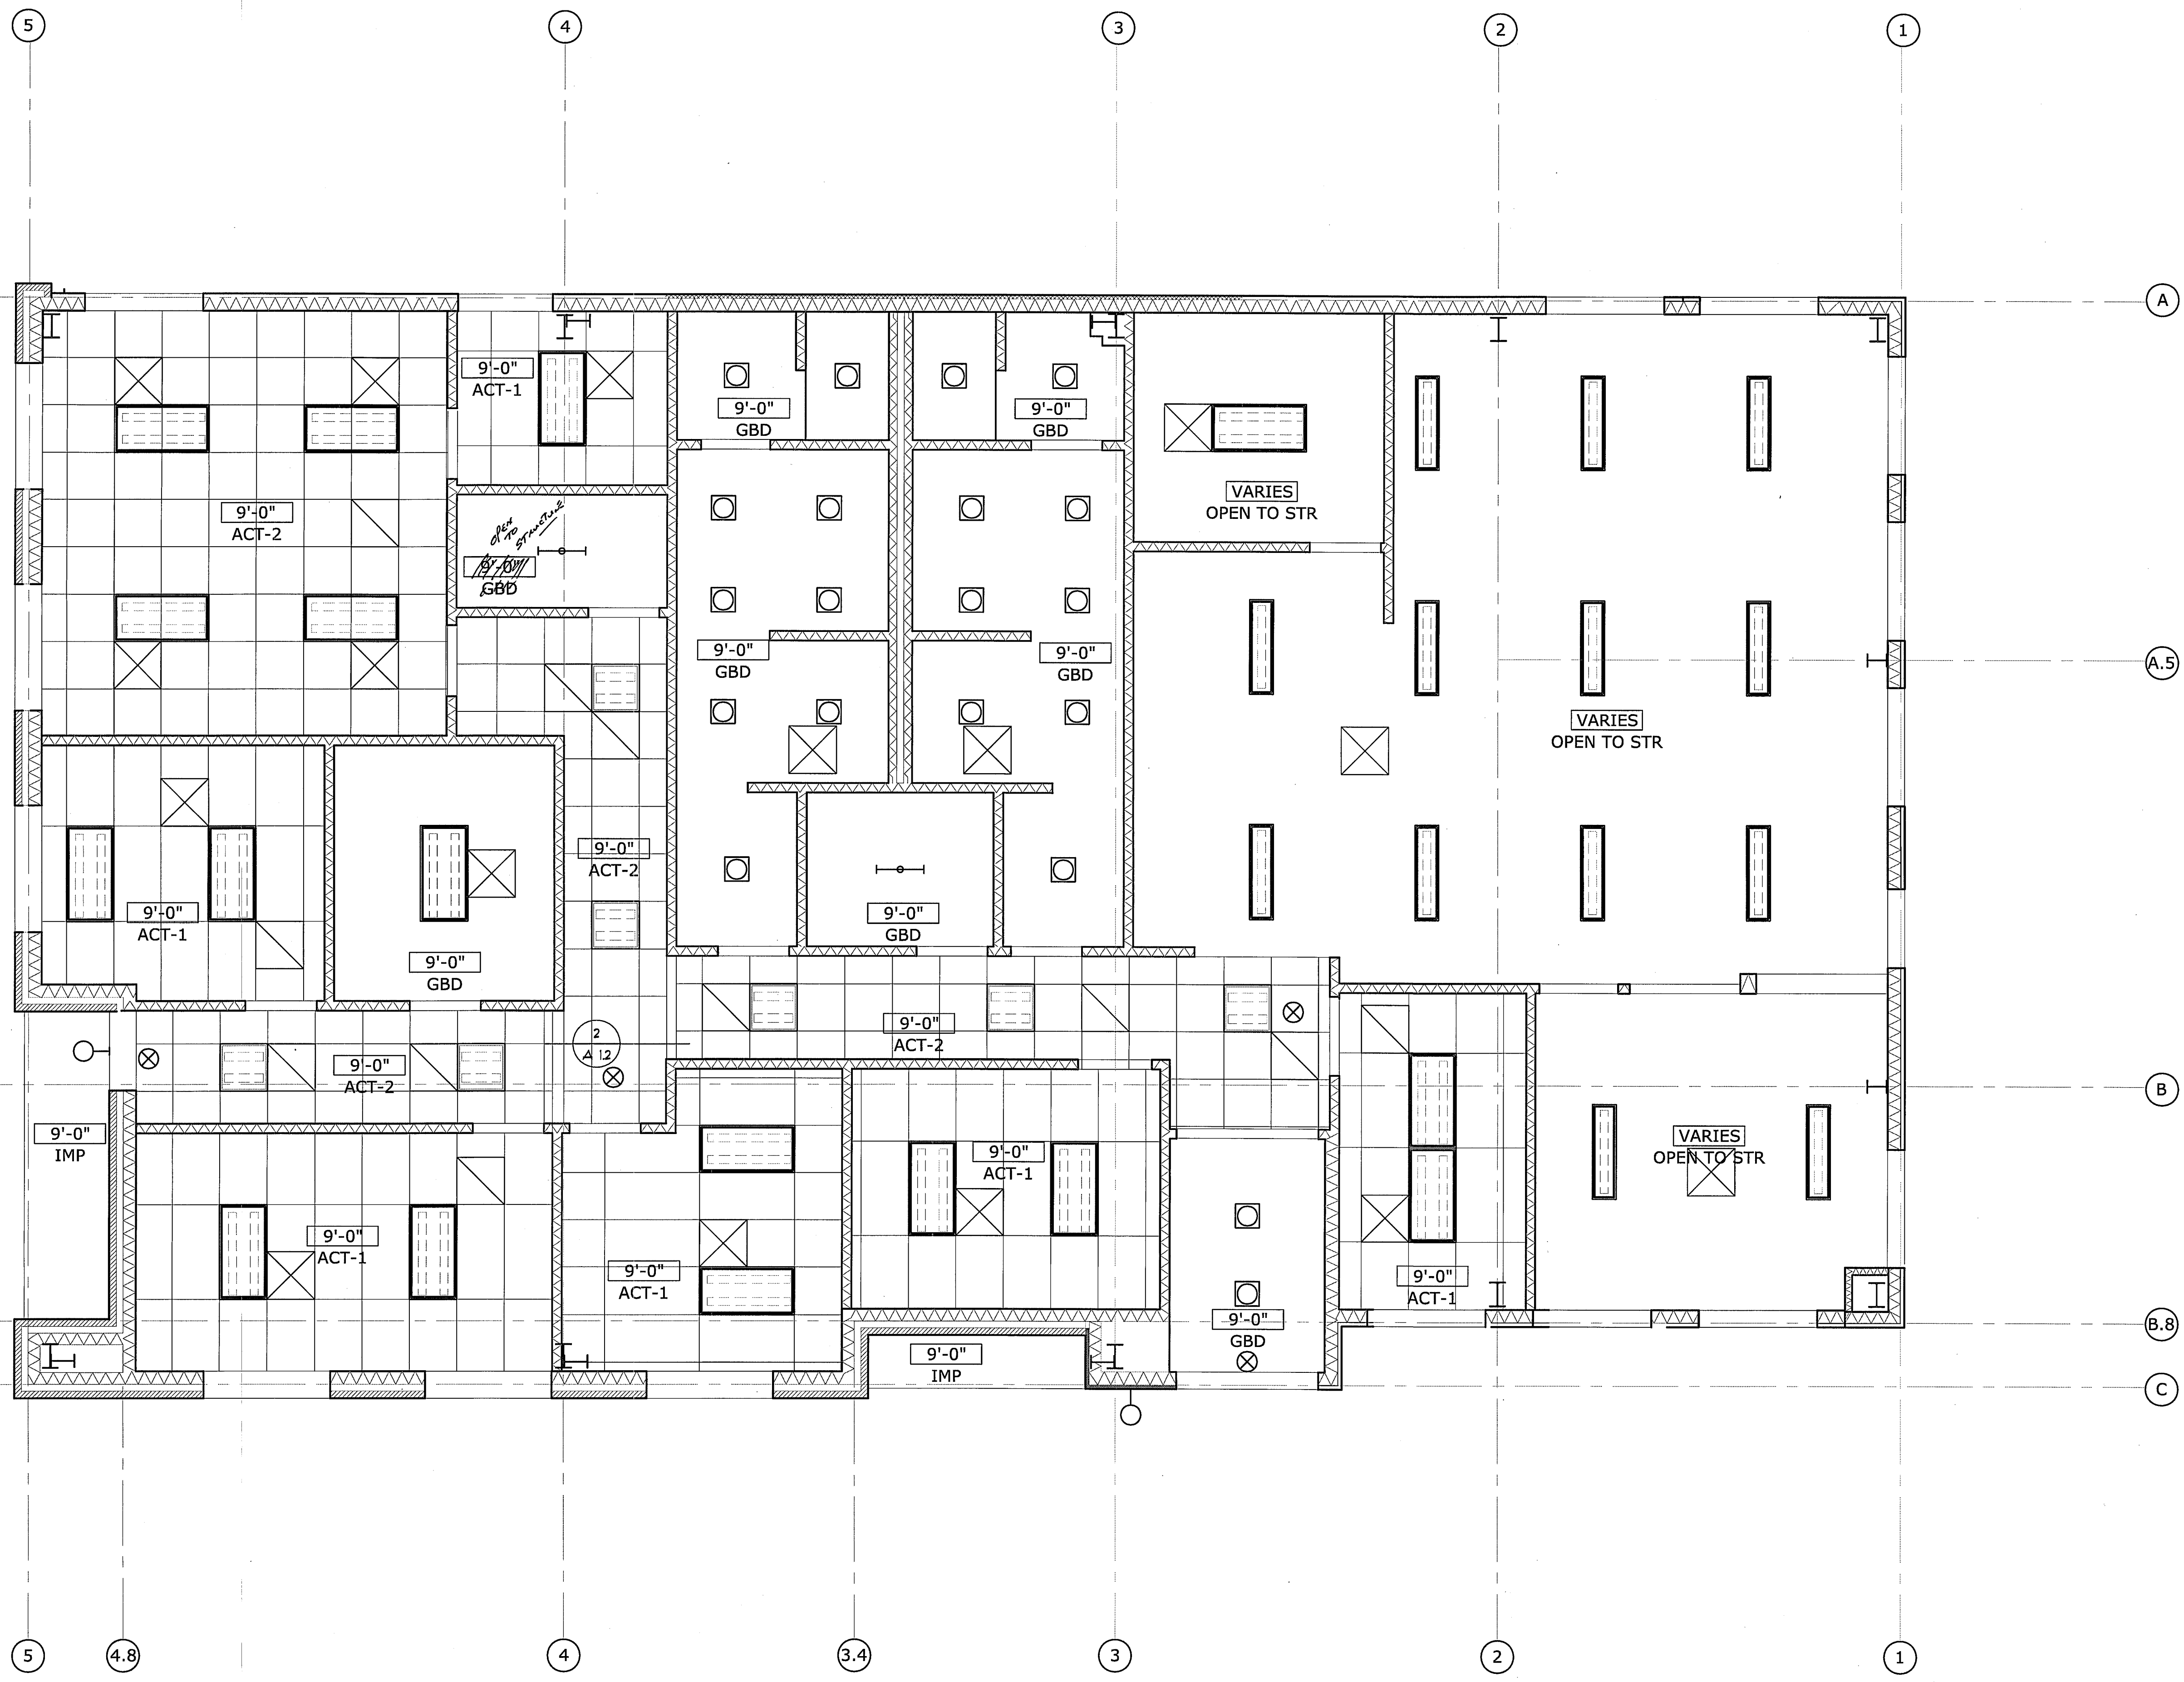 5
4
3
2
1
A
9'-0"
ACT-1
9'-0"
GBD
9'-0"
GBD
VARIES
OPEN TO STR
9'-0"
ACT-2
OPEN
TO
STRUCTURE
9'-0"
GBD
9'-0"
GBD
9'-0"
GBD
A.5
VARIES
OPEN TO STR
9'-0"
ACT-2
9'-0"
ACT-1
9'-0"
GBD
9'-0"
GBD
9'-0"
ACT-2
2
A 1.2
9'-0"
ACT-2
B
9'-0"
IMP
9'-0"
ACT-1
VARIES
OPEN TO STR
9'-0"
ACT-1
9'-0"
ACT-1
9'-0"
ACT-1
9'-0"
GBD
B.8
9'-0"
IMP
C
5
4.8
4
3.4
3
2
1